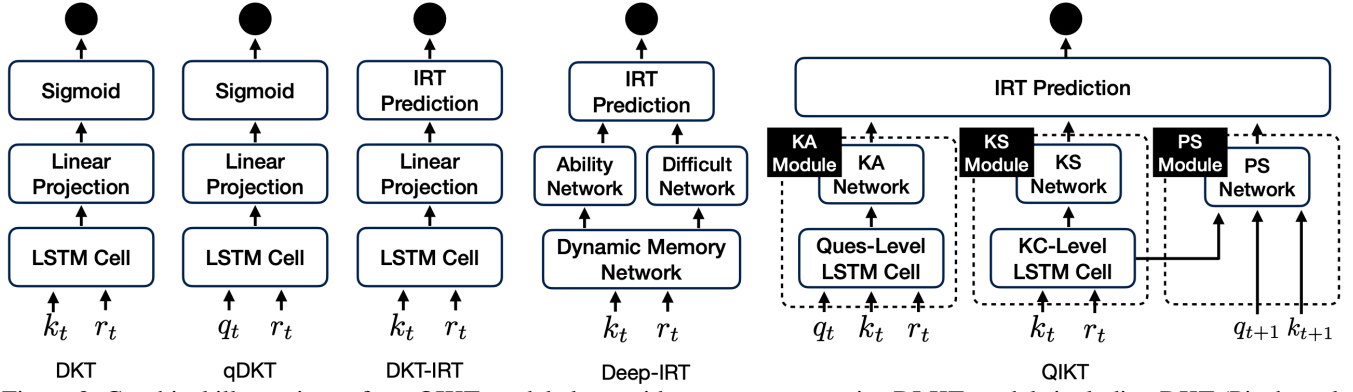 Sigmoid
Linear
Projection
LSTM Cell
k_t r_t
DKT
Sigmoid
Linear
Projection
LSTM Cell
q_t r_t
qDKT
IRT
Prediction
Linear
Projection
LSTM Cell
k_t r_t
DKT-IRT
IRT
Prediction
Ability
Network
Difficult
Network
Dynamic Memory
Network
k_t r_t
Deep-IRT
IRT Prediction
KA
Module
KA
Network
Ques-Level
LSTM Cell
q_t k_t r_t
KS
Module
KS
Network
KC-Level
LSTM Cell
k_t r_t
PS
Module
PS
Network
q_{t+1} k_{t+1}
QIKT